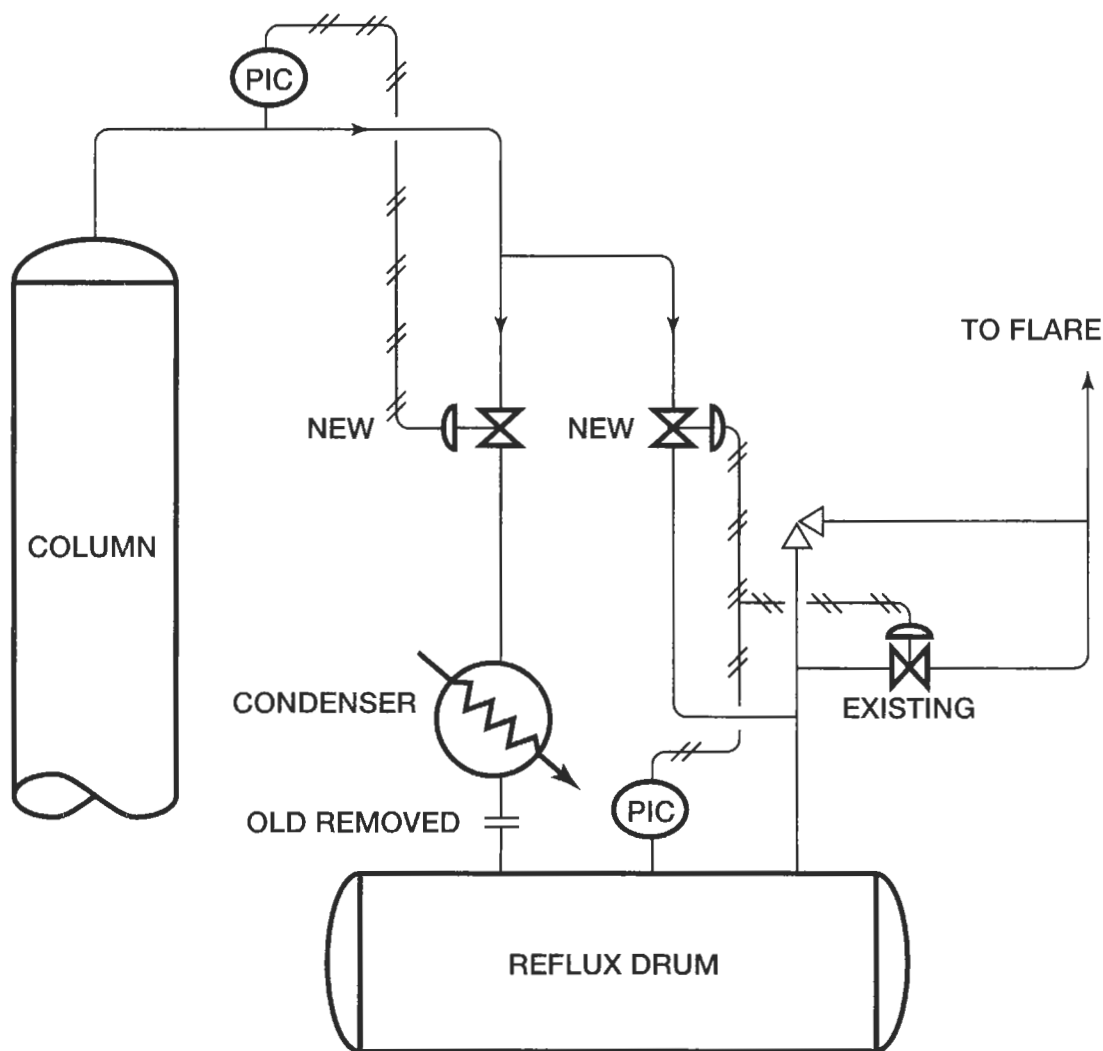 PIC
TO FLARE
NEW
NEW
COLUMN
CONDENSER
EXISTING
OLD REMOVED
PIC
REFLUX DRUM